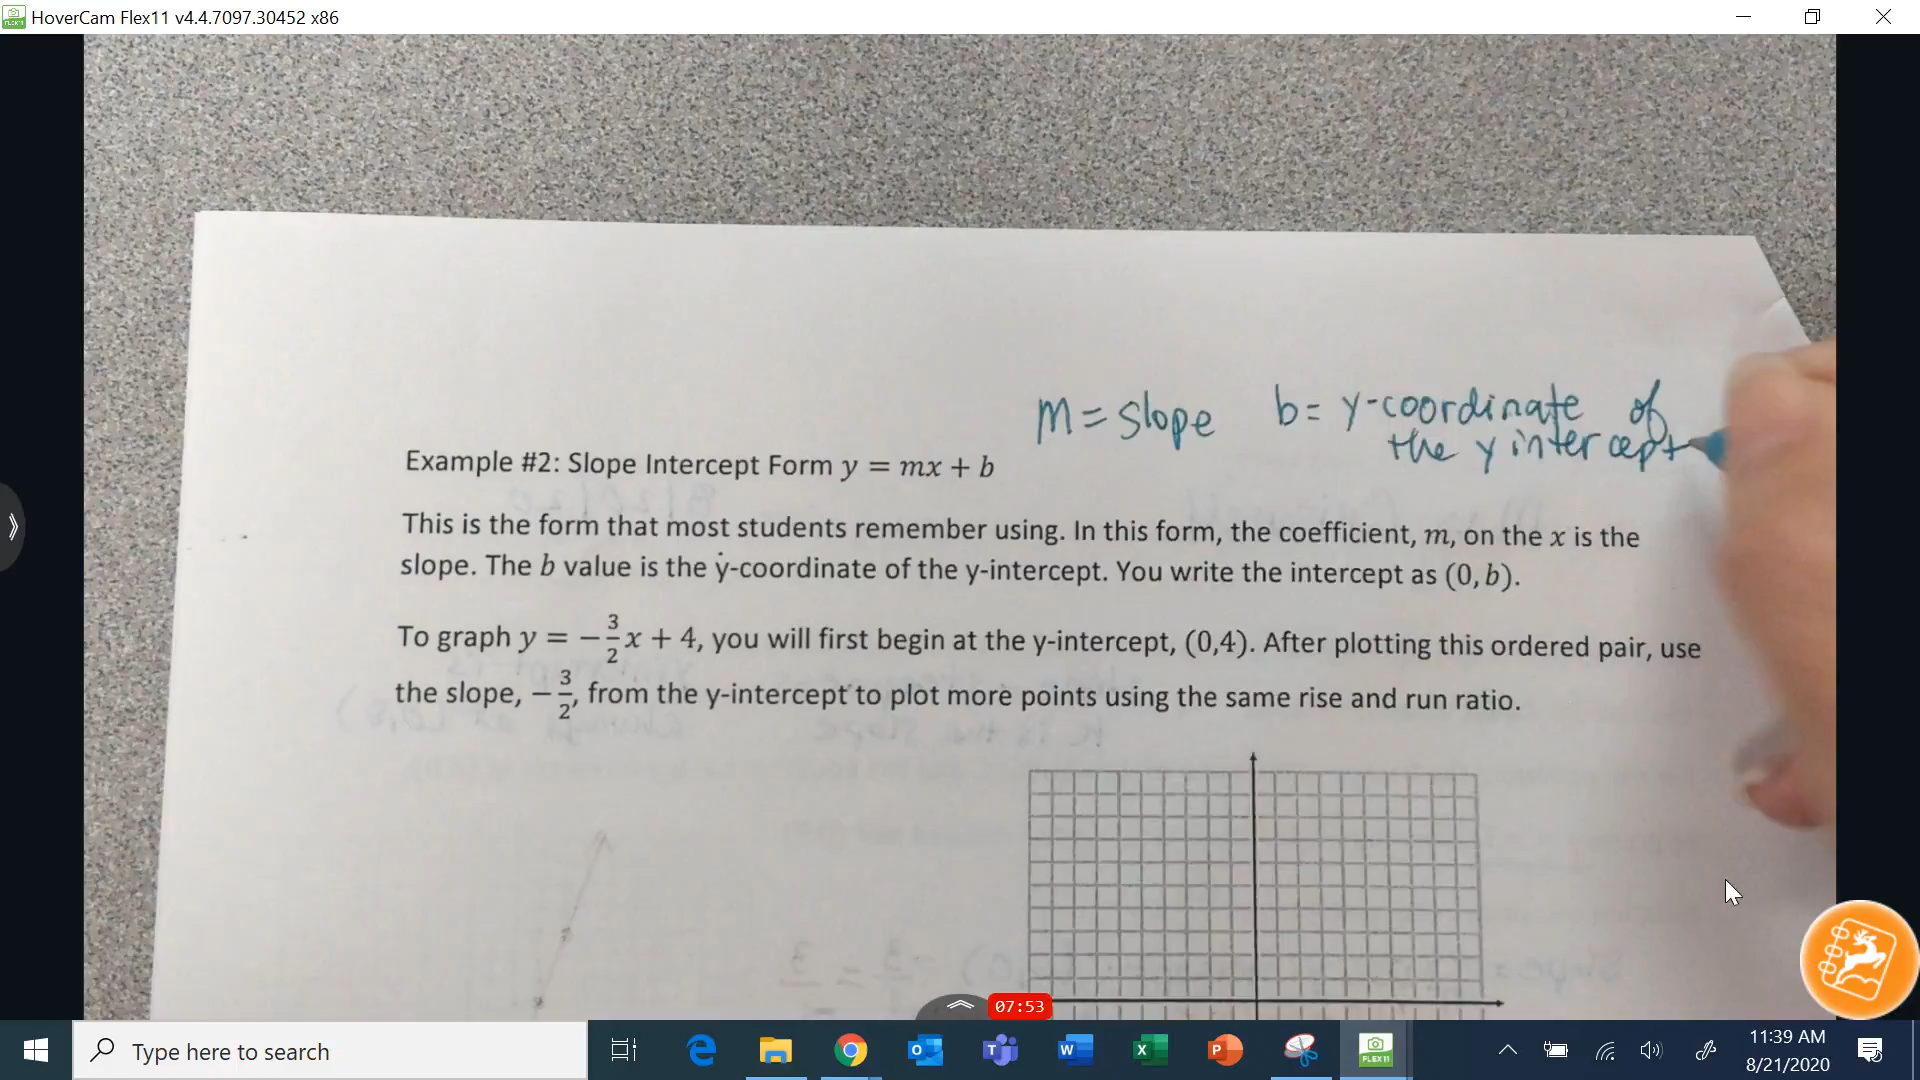 HoverCam Flex11 v4.4.7097.30452 x86
m = slope b = y-coordinate of
the y intercept
Example #2: Slope Intercept Form y = mx + b
This is the form that most students remember using. In this form, the coefficient, m, on the x is the
slope. The b value is the y-coordinate of the y-intercept. You write the intercept as (0, b).
To graph y = −3/2x + 4, you will first begin at the y-intercept, (0,4). After plotting this ordered pair, use
the slope, −3/2, from the y-intercept to plot more points using the same rise and run ratio.
07:53
Type here to search
11:39 AM
8/21/2020
FLEX11